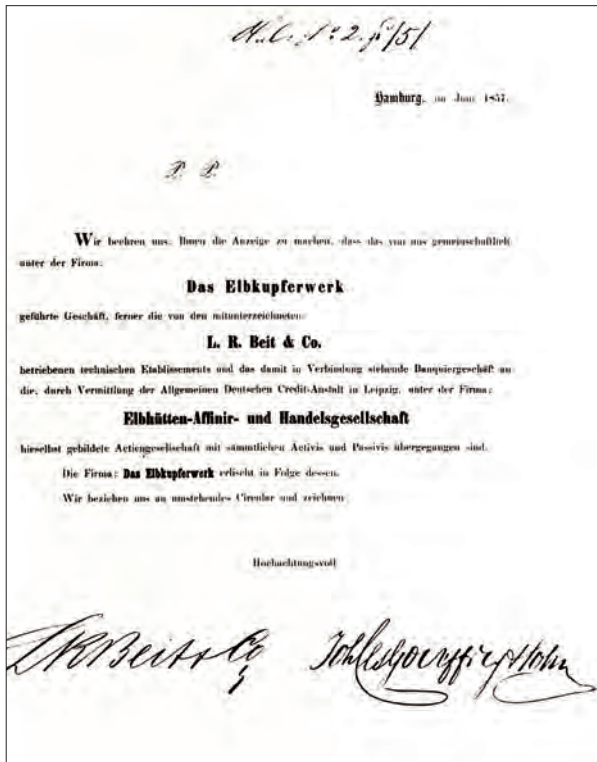 Hamburg, im Juni 1857.
P. P.
Wir beehren uns, Ihnen die Anzeige zu machen, dass das von uns gemeinschaftlich
unter der Firma:
Das Elbkupferwerk
geführte Geschäft, ferner die von den mitunterzeichneten:
L. R. Beit & Co.
betriebenen technischen Etablissements und das damit in Verbindung stehende Banquiergeschäft an
die, durch Vermittlung der Allgemeinen Deutschen Credit-Anstalt in Leipzig, unter der Firma:
Elbhütten-Affinir- und Handelsgesellschaft
hieselbst gebildete Actiengesellschaft mit sämmtlichen Activis und Passivis übergegangen sind.
Die Firma: Das Elbkupferwerk erlischt in Folge dessen.
Wir beziehen uns an umstehendes Circular und zeichnen
Hochachtungsvoll
LRBeit & Co